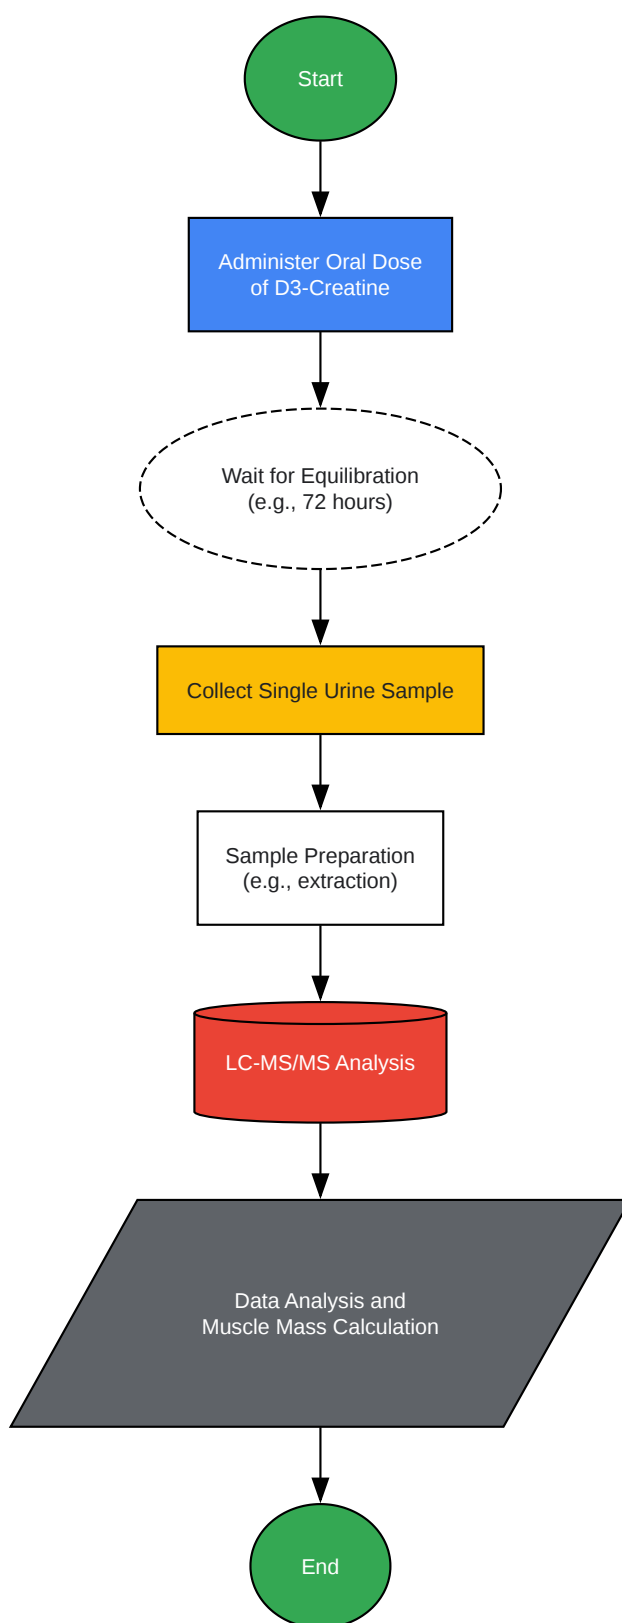 Start
Administer Oral Dose
of D3-Creatine
Wait for Equilibration
(e.g., 72 hours)
Collect Single Urine Sample
Sample Preparation
(e.g., extraction)
LC-MS/MS Analysis
Data Analysis and
Muscle Mass Calculation
End